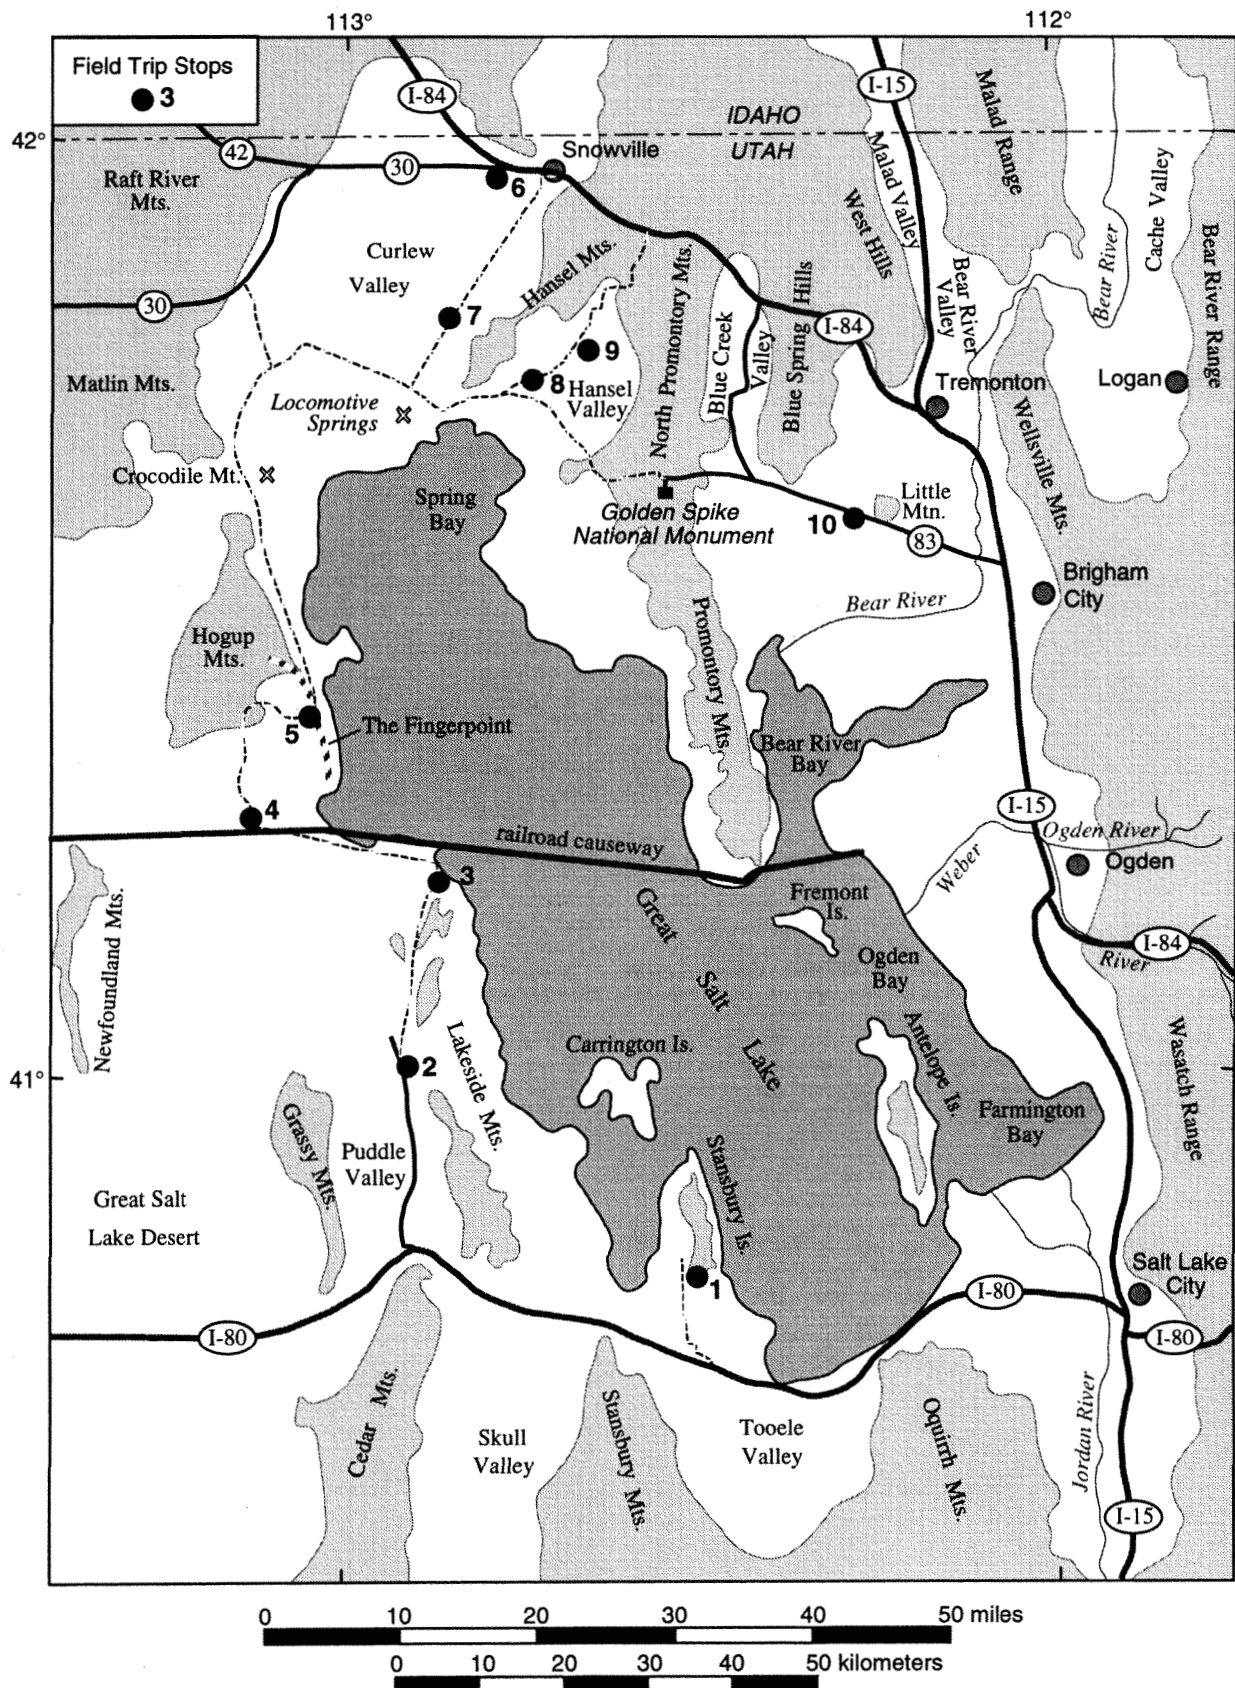 113°
112°
Field Trip Stops
3
I-84
I-15
IDAHO
UTAH
42°
42
30
Snowville
6
Raft River
Mts.
Malad Range
Malad Valley
West Hills
Cache Valley
Bear River Range
Bear River
Curlew
Valley
Hansel Mts.
North Promontory Mts.
Bear River
Valley
30
7
9
8
Hansel
Valley
Blue Creek
Valley
Blue Spring Hills
I-84
Tremonton
Logan
Matlin Mts.
Locomotive
Springs
Wellsville Mts.
Crocodile Mt.
Spring
Bay
Golden Spike
National Monument
Little
Mtn.
10
83
Brigham
City
Bear River
Hogup
Mts.
Promontory Mts.
5
The Fingerpoint
Bear River
Bay
4
I-15
railroad causeway
Ogden River
Ogden
Weber
River
3
Fremont
Is.
Great
Salt
Lake
Ogden
Bay
I-84
Newfoundland Mts.
Lakeside Mts.
Carrington Is.
Antelope Is.
41°
2
Farmington
Bay
Wasatch Range
Grassy Mts.
Puddle
Valley
Stansbury Is.
Great Salt
Lake Desert
Salt Lake
City
1
I-80
I-80
I-80
Cedar Mts.
Skull
Valley
Stansbury Mts.
Tooele
Valley
Oquirrh Mts.
Jordan River
I-15
0 10 20 30 40 50 miles
0 10 20 30 40 50 kilometers